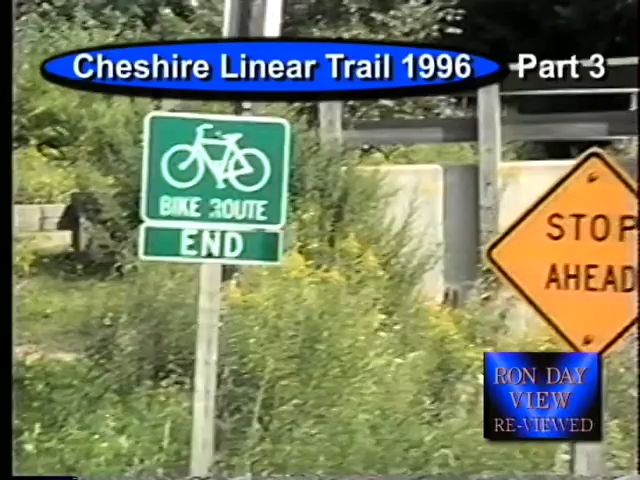 Cheshire Linear Trail 1996 Part 3
BIKE ROUTE
END
STOP
AHEAD
RON DAY
VIEW
RE-VIEWED